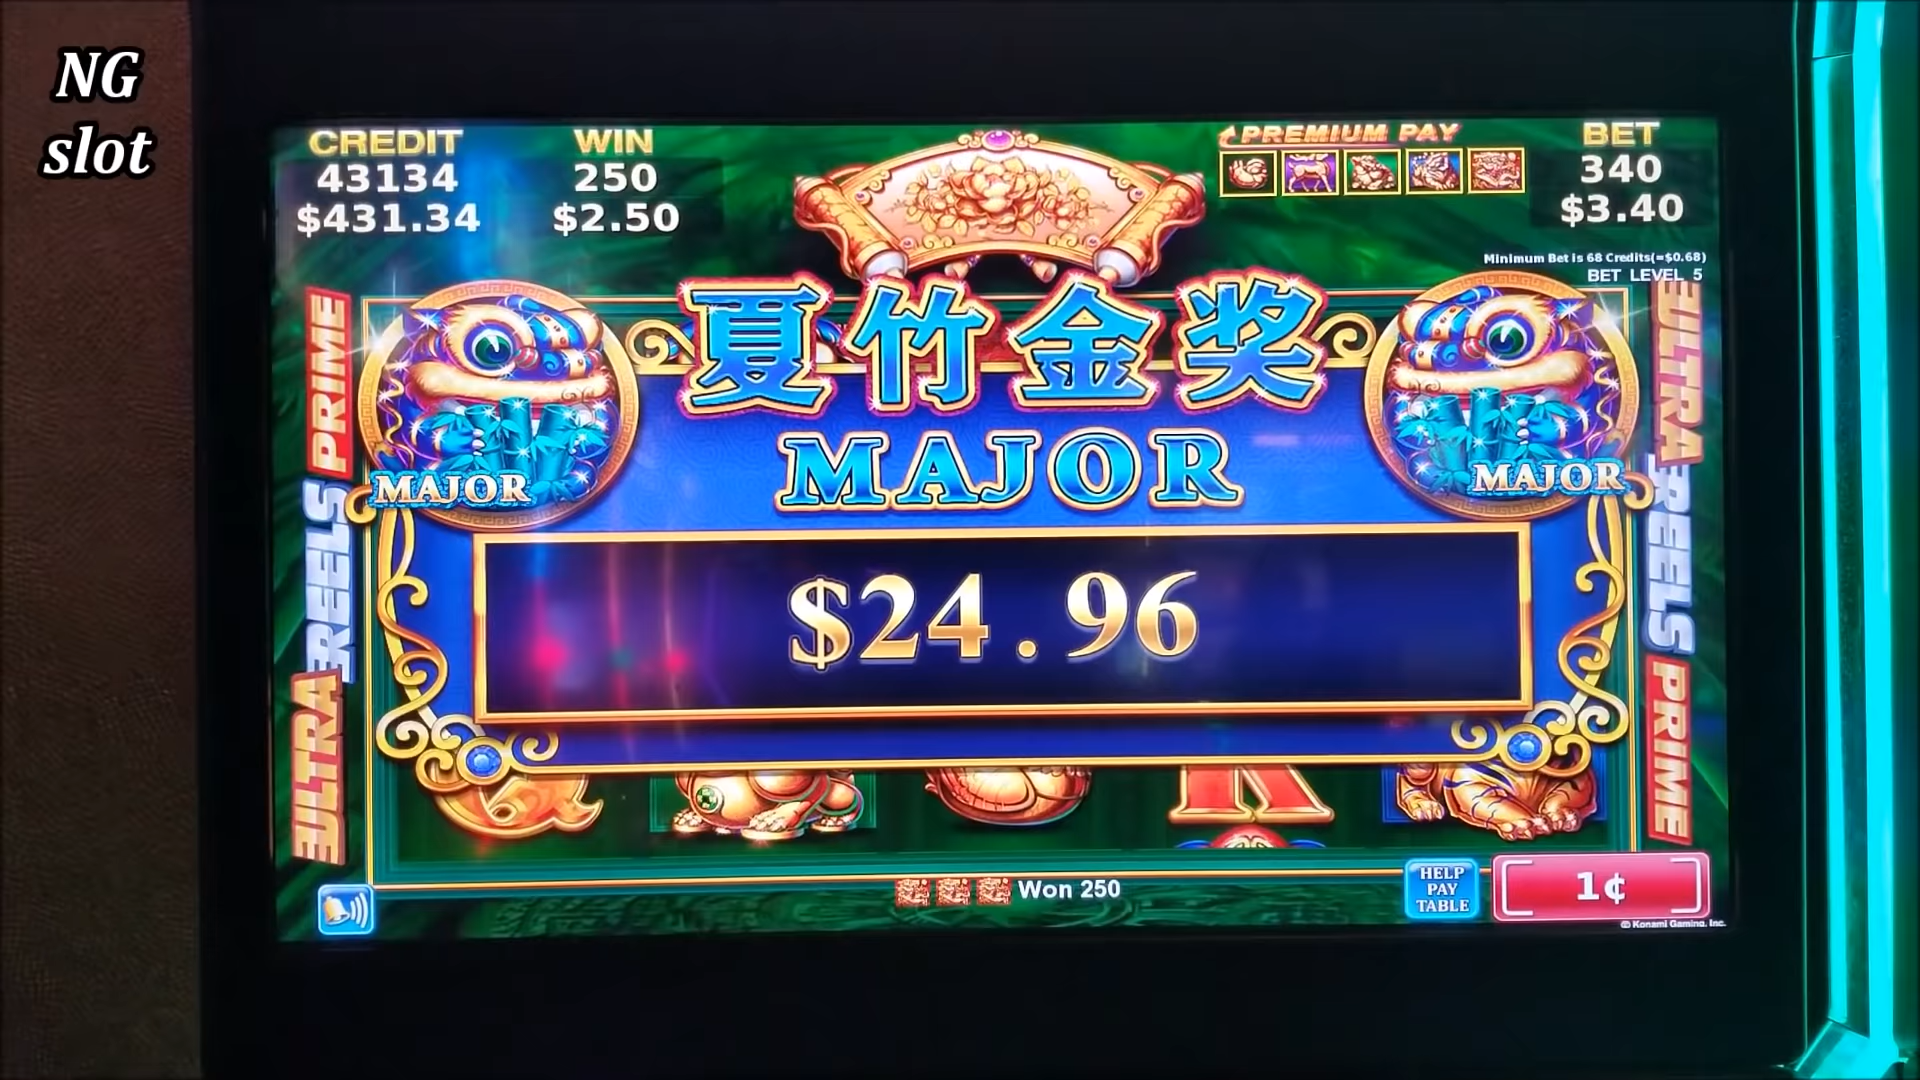 NG
slot
CREDIT
43134
$431.34
WIN
250
$2.50
PREMIUM PAY
BET
340
$3.40
Minimum Bet is 68 Credits(=$0.68)
BET LEVEL 5
夏竹金奖
MAJOR
MAJOR
MAJOR
$24.96
ULTRA REELS PRIME
ULTRA REELS PRIME
K
Won 250
HELP
PAY
TABLE
1¢
© Konami Gaming, Inc.